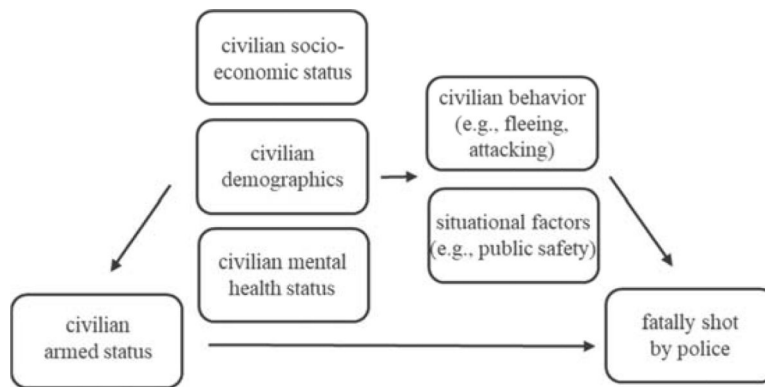 civilian socio-
economic status
civilian
demographics
civilian mental
health status
civilian behavior
(e.g., fleeing,
attacking)
situational factors
(e.g., public safety)
civilian
armed status
fatally shot
by police